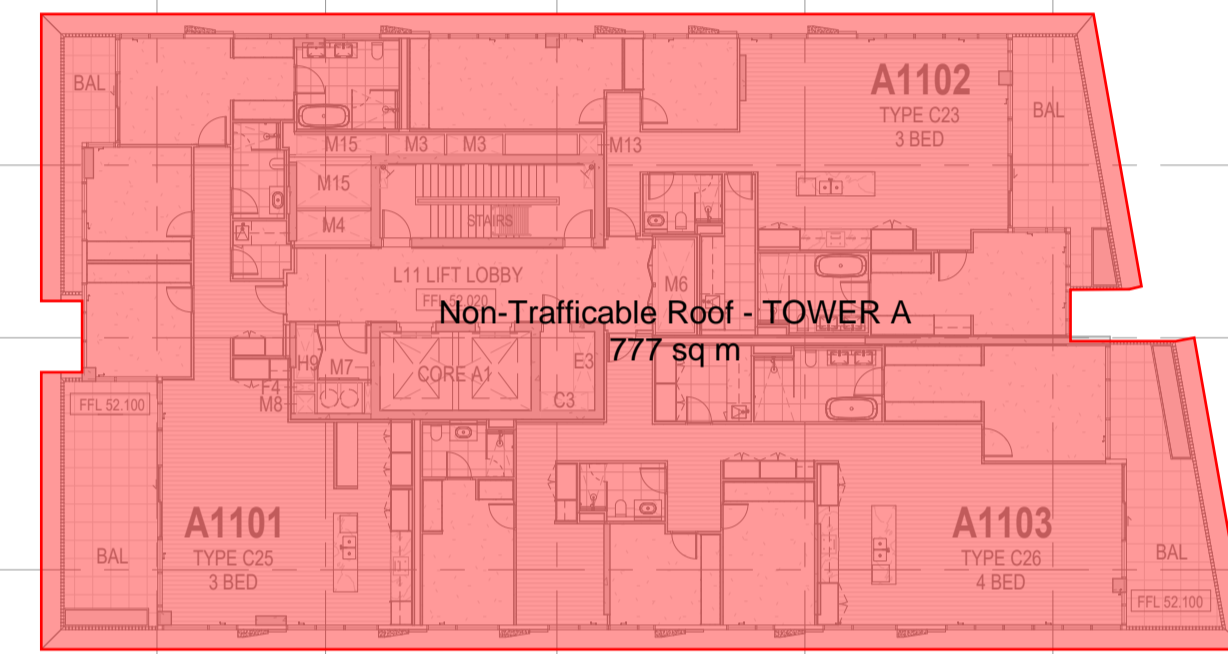 BAL
A1102
TYPE C23
3 BED
BAL
M15
M3
M3
M13
M15
M4
STAIRS
L11 LIFT LOBBY
FFL 52.020
M6
Non-Trafficable Roof - TOWER A
777 sq m
H9
M7
CORE A1
E3
F4
M8
C3
FFL 52.100
A1101
TYPE C25
3 BED
BAL
A1103
TYPE C26
4 BED
BAL
FFL 52.100